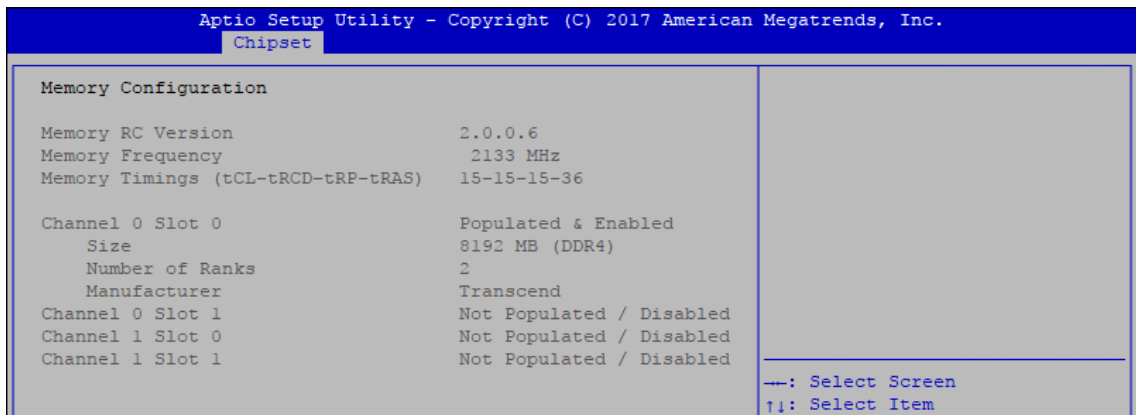 Aptio Setup Utility - Copyright (C) 2017 American Megatrends, Inc.
Chipset
Memory Configuration
Memory RC Version 2.0.0.6
Memory Frequency 2133 MHz
Memory Timings (tCL-tRCD-tRP-tRAS) 15-15-15-36
Channel 0 Slot 0 Populated & Enabled
Size 8192 MB (DDR4)
Number of Ranks 2
Manufacturer Transcend
Channel 0 Slot 1 Not Populated / Disabled
Channel 1 Slot 0 Not Populated / Disabled
Channel 1 Slot 1 Not Populated / Disabled
→←: Select Screen
↑↓: Select Item